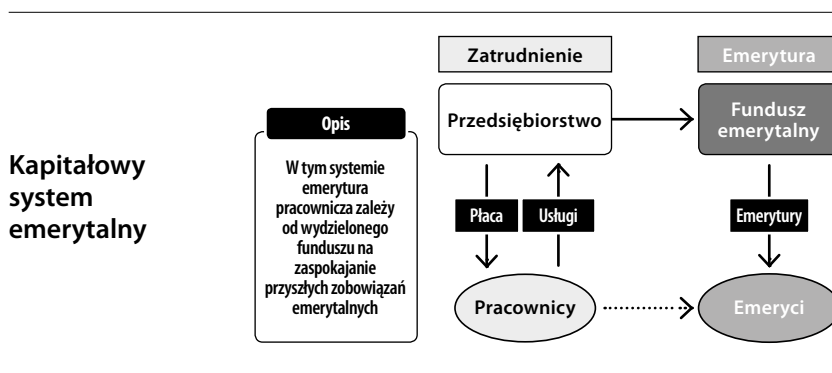 Kapitałowy
system
emerytalny
Opis
W tym systemie
emerytura
pracownicza zależy
od wydzielonego
funduszu na
zaspokajanie
przyszłych zobowiązań
emerytalnych
Zatrudnienie
Emerytura
Przedsiębiorstwo
Fundusz
emerytalny
Płaca
Usługi
Emerytury
Pracownicy
Emeryci